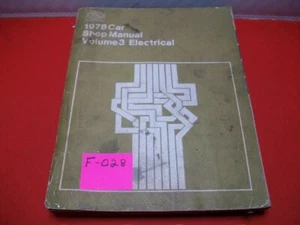 1978 Car
Shop Manual
Volume 3 Electrical
F-028